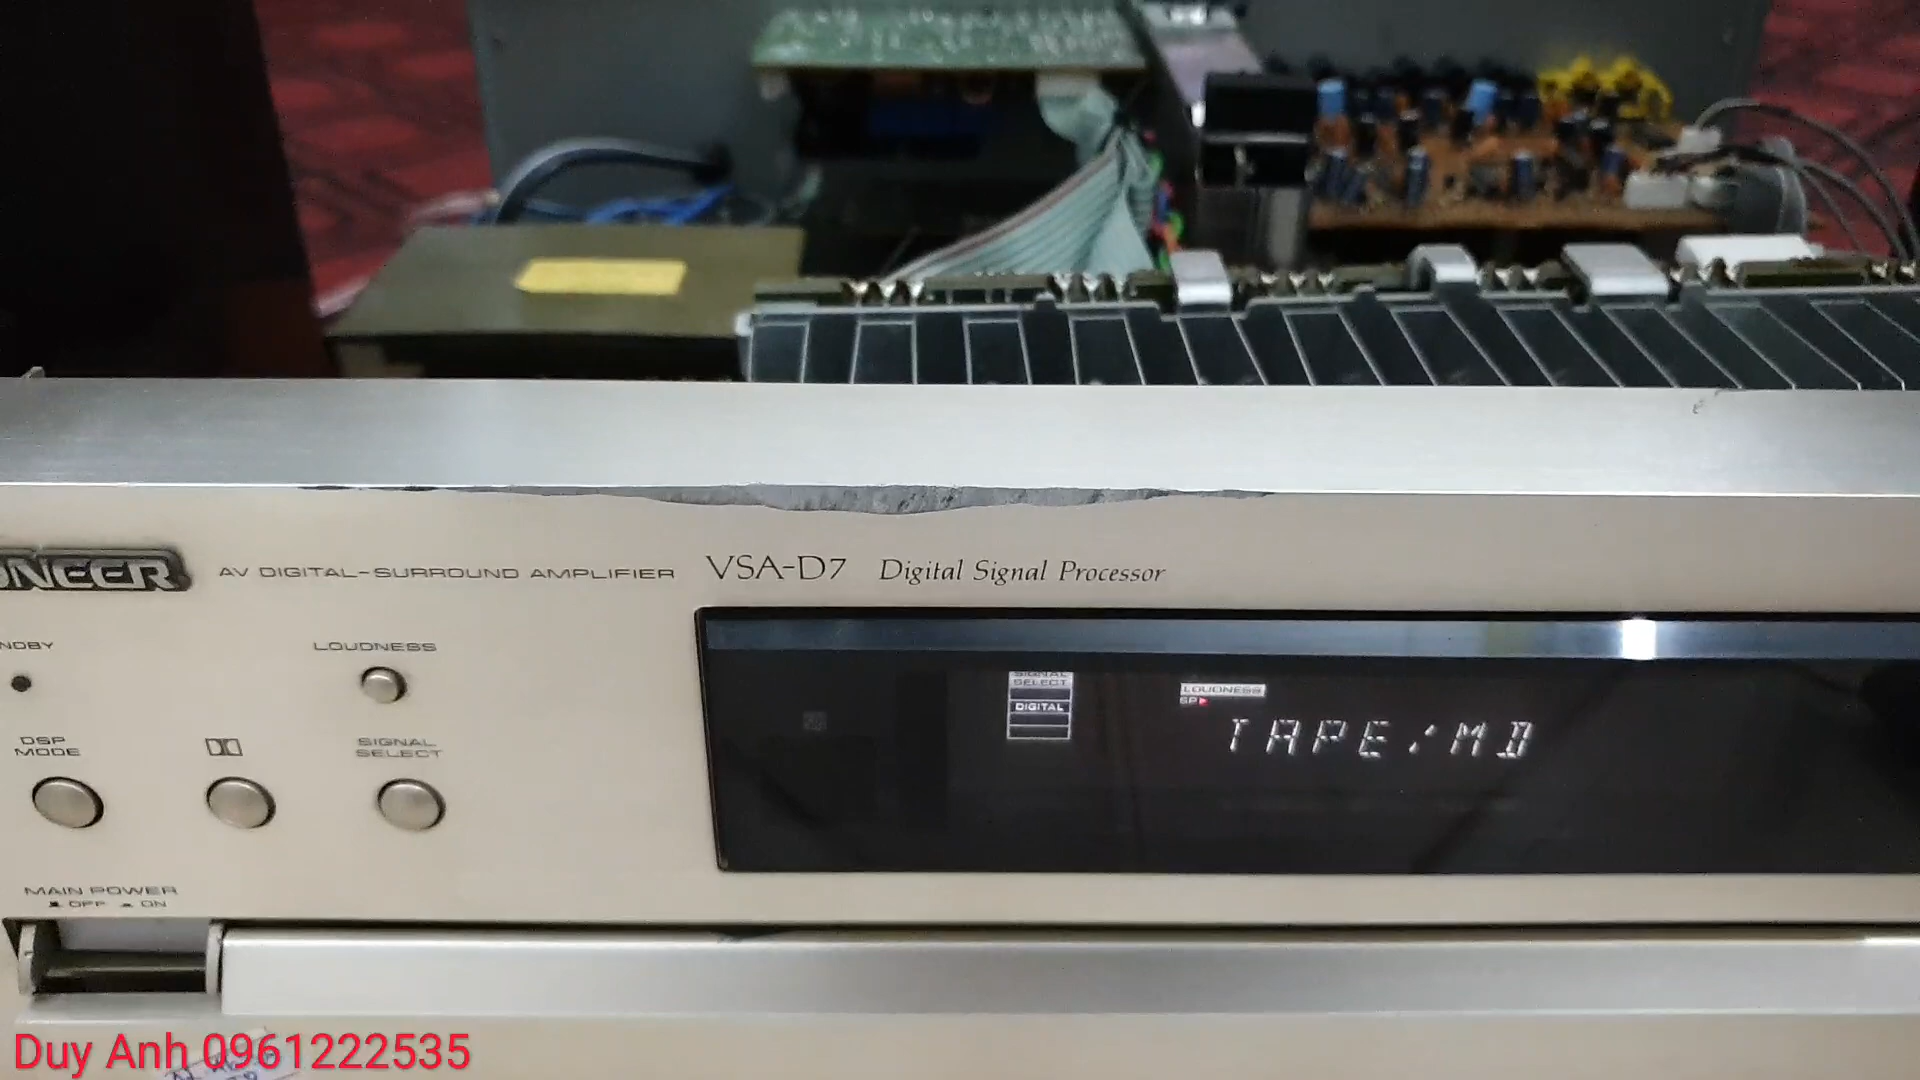 PIONEER AV DIGITAL-SURROUND AMPLIFIER VSA-D7 Digital Signal Processor
NDBY
LOUDNESS
SIGNAL
SELECT
DIGITAL
LOUDNESS
SP
TAPE/MD
DSP
MODE
SIGNAL
SELECT
MAIN POWER
OFF ON
Duy Anh 0961222535